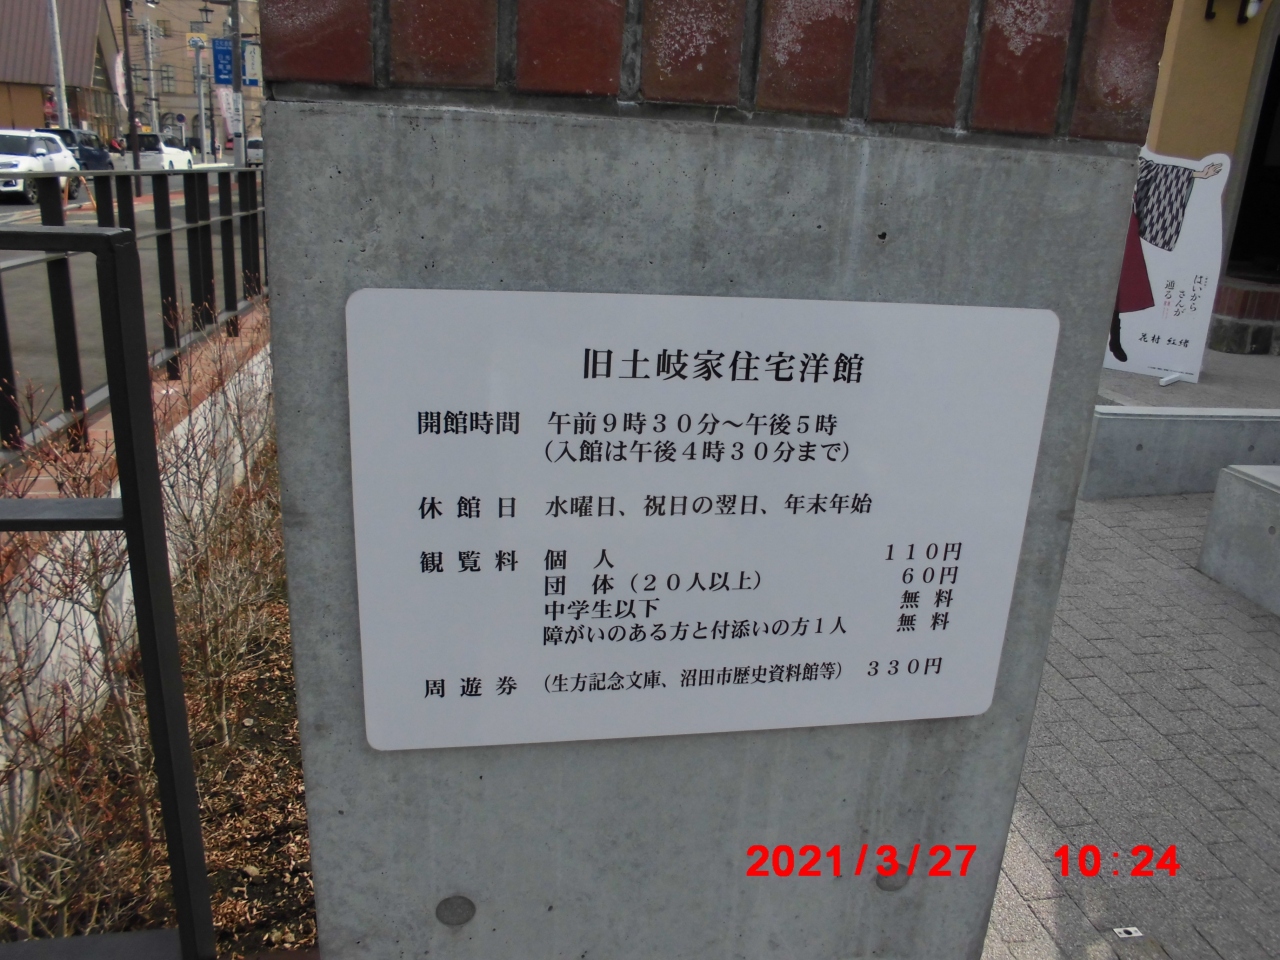 旧土岐家住宅洋館
開館時間　午前９時３０分～午後５時
（入館は午後４時３０分まで）
休館日　水曜日、祝日の翌日、年末年始
観覧料　個　人　１１０円
団　体（２０人以上）　６０円
中学生以下　無　料
障がいのある方と付添いの方１人　無　料
周遊券　（生方記念文庫、沼田市歴史資料館等）　３３０円
はいから
さんが
通る
花村 紅緒
2021/3/27 10:24